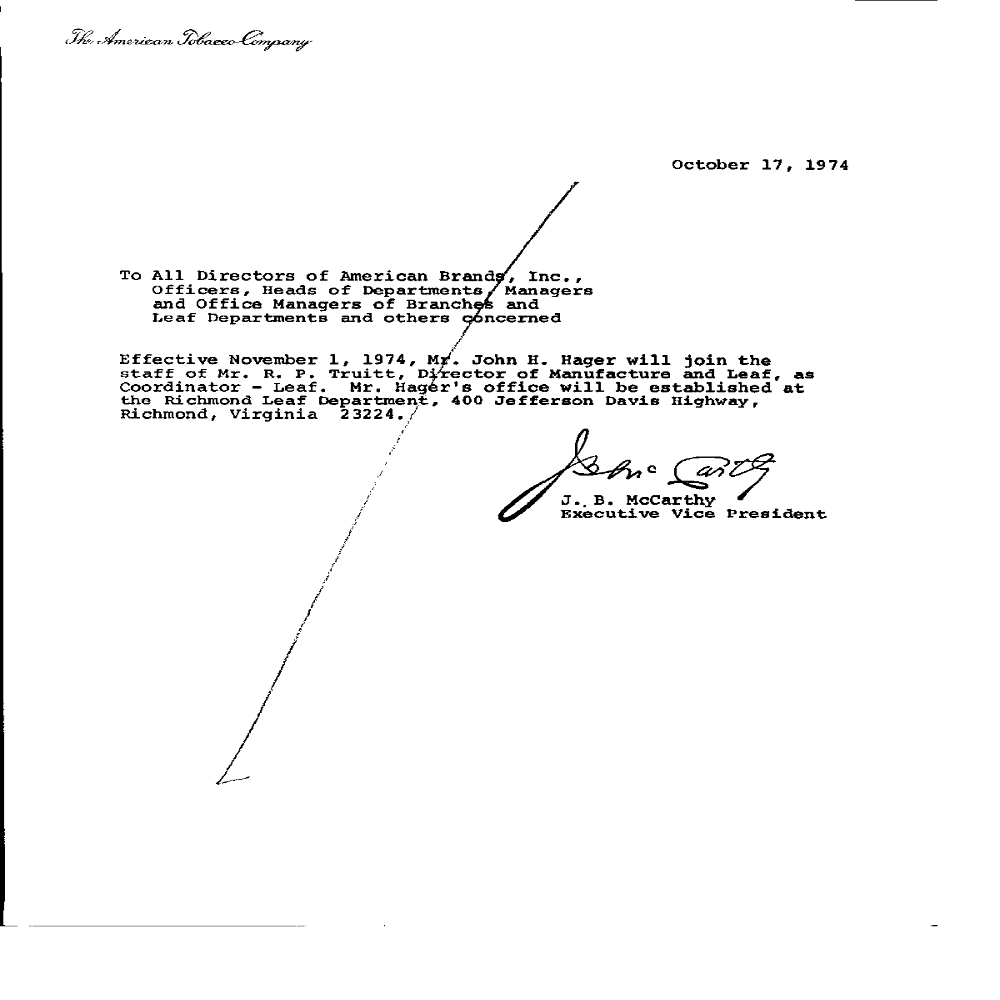 The American Tobacco Company
October 17, 1974
To All Directors of American Brands, Inc.,
Officers, Heads of Departments, Managers
and Office Managers of Branches and
Leaf Departments and others concerned
Effective November 1, 1974, Mr. John H. Hager will join the
staff of Mr. R. P. Truitt, Director of Manufacture and Leaf, as
Coordinator - Leaf. Mr. Hager's office will be established at
the Richmond Leaf Department, 400 Jefferson Davis Highway,
Richmond, Virginia 23224.
J. B. McCarthy
J. B. McCarthy
Executive Vice President